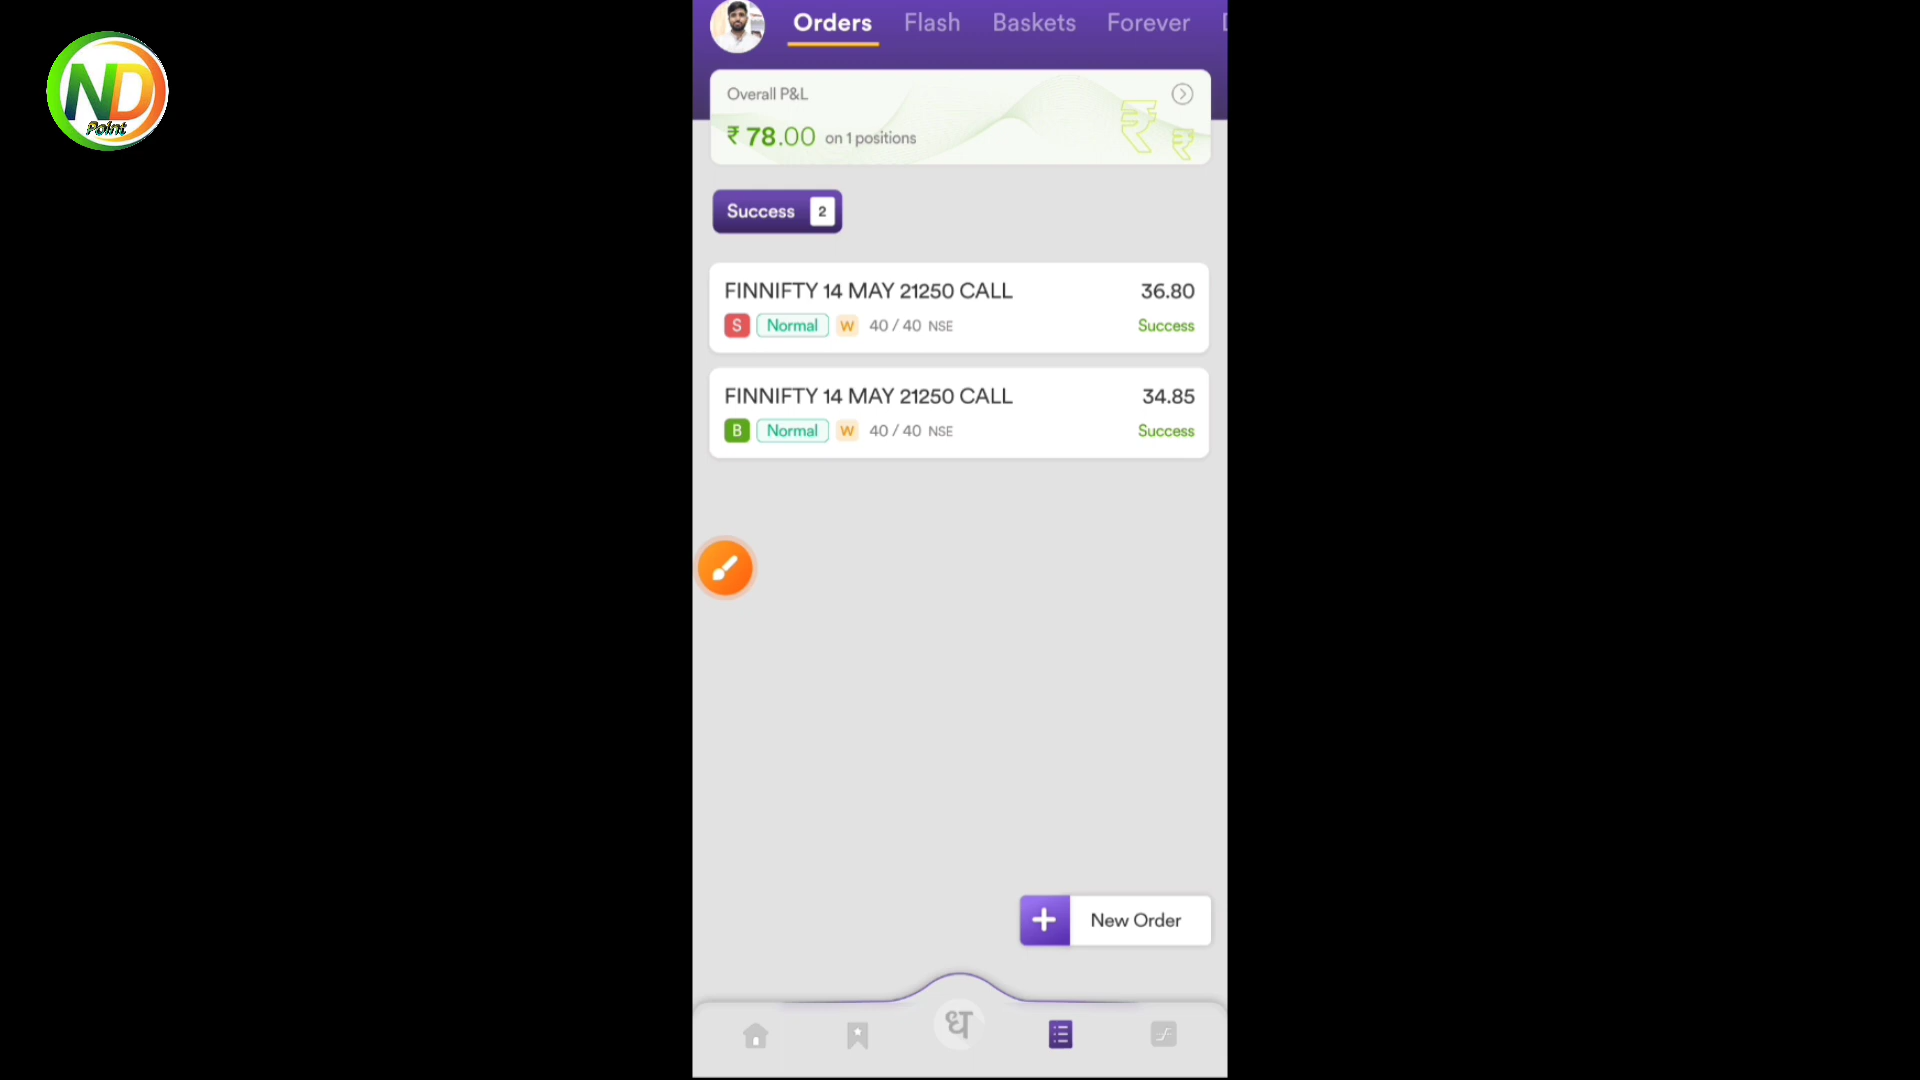 ND
Point
Orders Flash Baskets Forever
Overall P&L
₹ 78.00 on 1 positions
Success 2
FINNIFTY 14 MAY 21250 CALL 36.80
S Normal W 40 / 40 NSE Success
FINNIFTY 14 MAY 21250 CALL 34.85
B Normal W 40 / 40 NSE Success
+ New Order
ध